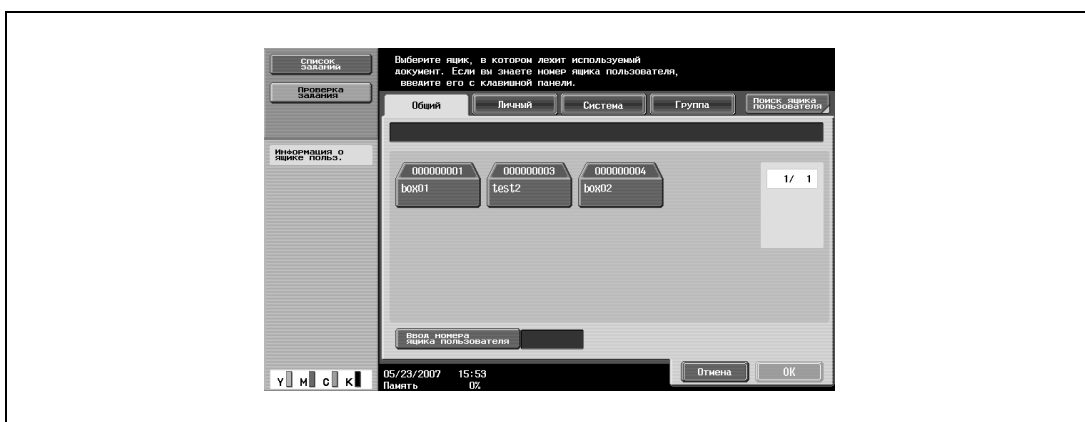 Список
заданий
Проверка
задания
Информация о
ящике польз.
Выберите ящик, в котором лежит используемый
документ. Если вы знаете номер ящика пользователя,
введите его с клавишной панели.
Общий
Личный
Система
Группа
Поиск ящика
пользователя
000000001
box01
000000003
test2
000000004
box02
1/ 1
Ввод номера
ящика пользователя
Y M C K
05/23/2007 15:53
Память 0%
Отмена
OK